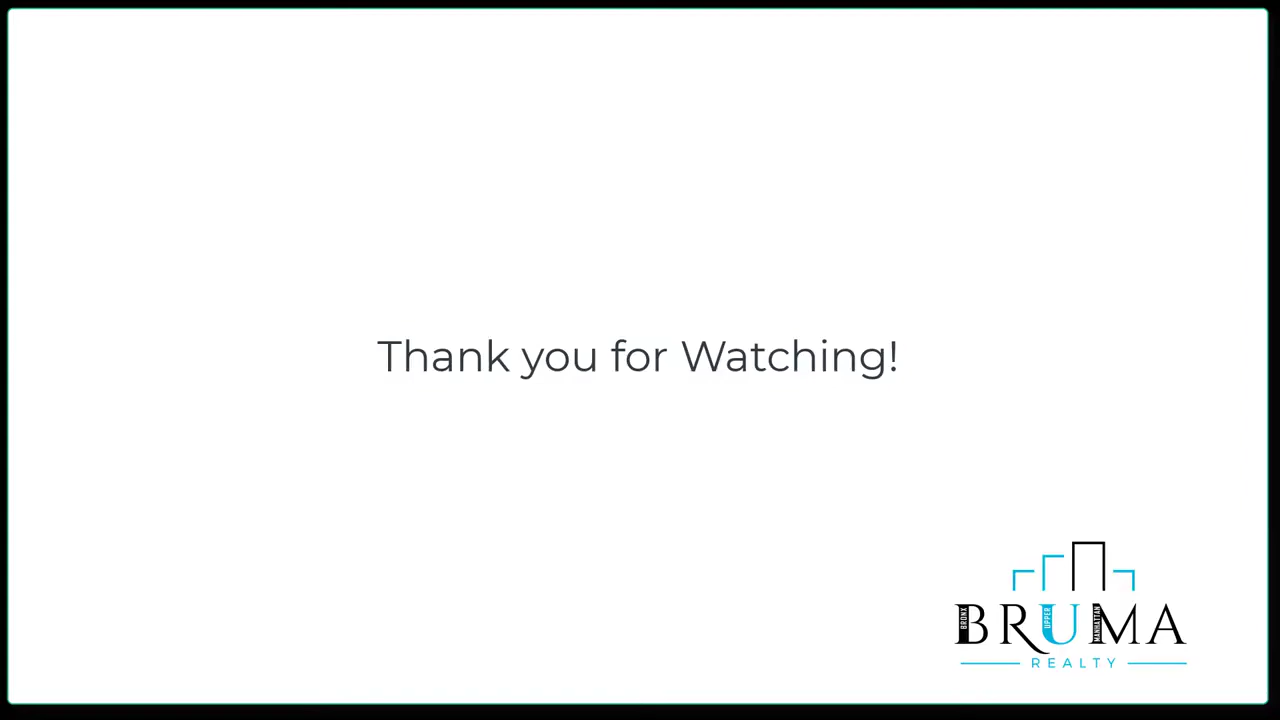 Thank you for Watching!
BRUMA
BRONX
UPPER
MANHATTAN
REALTY